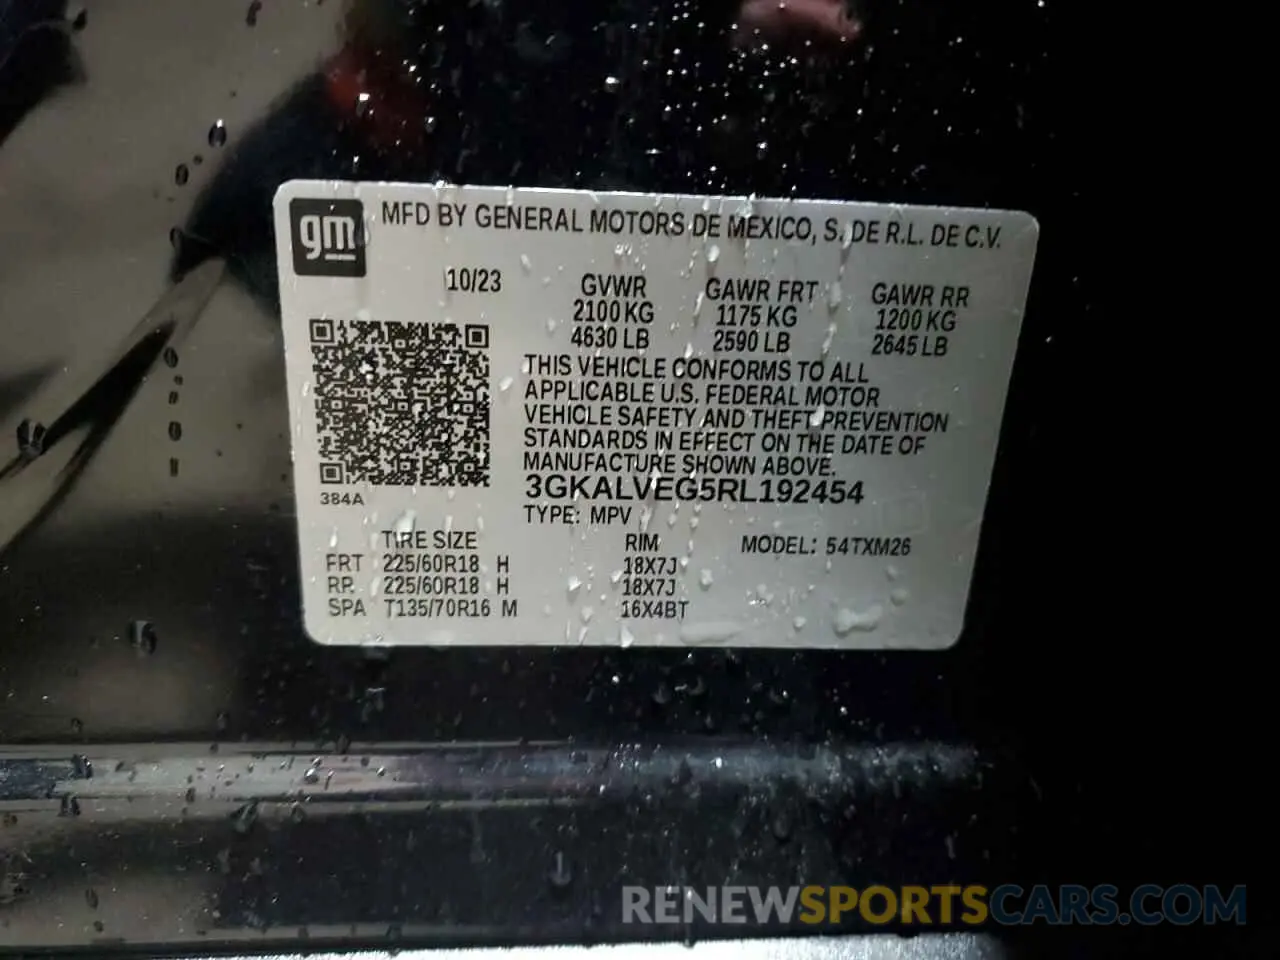 gm
MFD BY GENERAL MOTORS DE MEXICO, S. DE R.L. DE C.V.
10/23 GVWR GAWR FRT GAWR RR
2100 KG 1175 KG 1200 KG
4630 LB 2590 LB 2645 LB
THIS VEHICLE CONFORMS TO ALL
APPLICABLE U.S. FEDERAL MOTOR
VEHICLE SAFETY AND THEFT PREVENTION
STANDARDS IN EFFECT ON THE DATE OF
MANUFACTURE SHOWN ABOVE.
384A
3GKALVEG5RL192454
TYPE: MPV
TIRE SIZE RIM MODEL: 54TXM26
FRT 225/60R18 H 18X7J
RR 225/60R18 H 18X7J
SPA T135/70R16 M 16X4BT
RENEWSPORTSCARS.COM